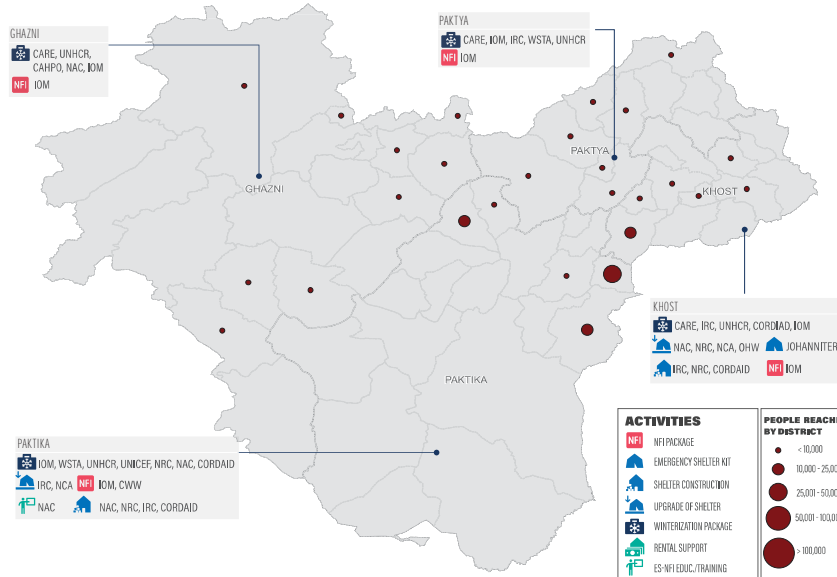 GHAZNI
CARE, UNHCR,
CAHPO, NAC, IOM
NFI IOM
PAKTYA
CARE, IOM, IRC, WSTA, UNHCR
NFI IOM
PAKTYA
GHAZNI
KHOST
PAKTIKA
KHOST
CARE, IRC, UNHCR, CORDIAD, IOM
NAC, NRC, NCA, OHW JOHANNITER
IRC, NRC, CORDAID NFI IOM
PAKTIKA
IOM, WSTA, UNHCR, UNICEF, NRC, NAC, CORDAID
IRC, NCA NFI IOM, CWW
NAC NAC, NRC, IRC, CORDAID
ACTIVITIES
NFI NFI PACKAGE
EMERGENCY SHELTER KIT
SHELTER CONSTRUCTION
UPGRADE OF SHELTER
WINTERIZATION PACKAGE
RENTAL SUPPORT
ES-NFI EDUC./TRAINING
PEOPLE REACHE
BY DISTRICT
< 10,000
10,000 - 25,00
25,001 - 50,00
50,001 - 100,00
> 100,000